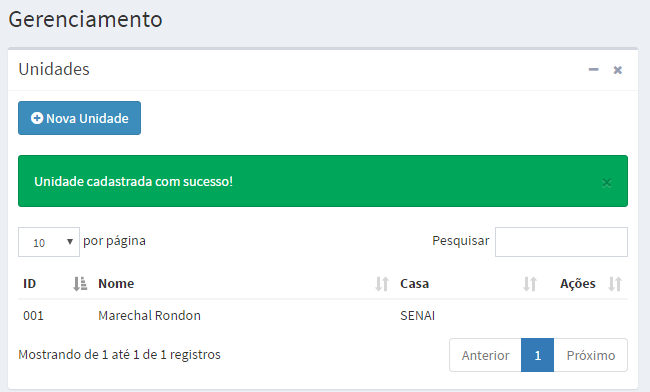 Gerenciamento
Unidades
Nova Unidade
Unidade cadastrada com sucesso!
10 por página Pesquisar
ID Nome Casa Ações
001 Marechal Rondon SENAI
Mostrando de 1 até 1 de 1 registros Anterior 1 Próximo